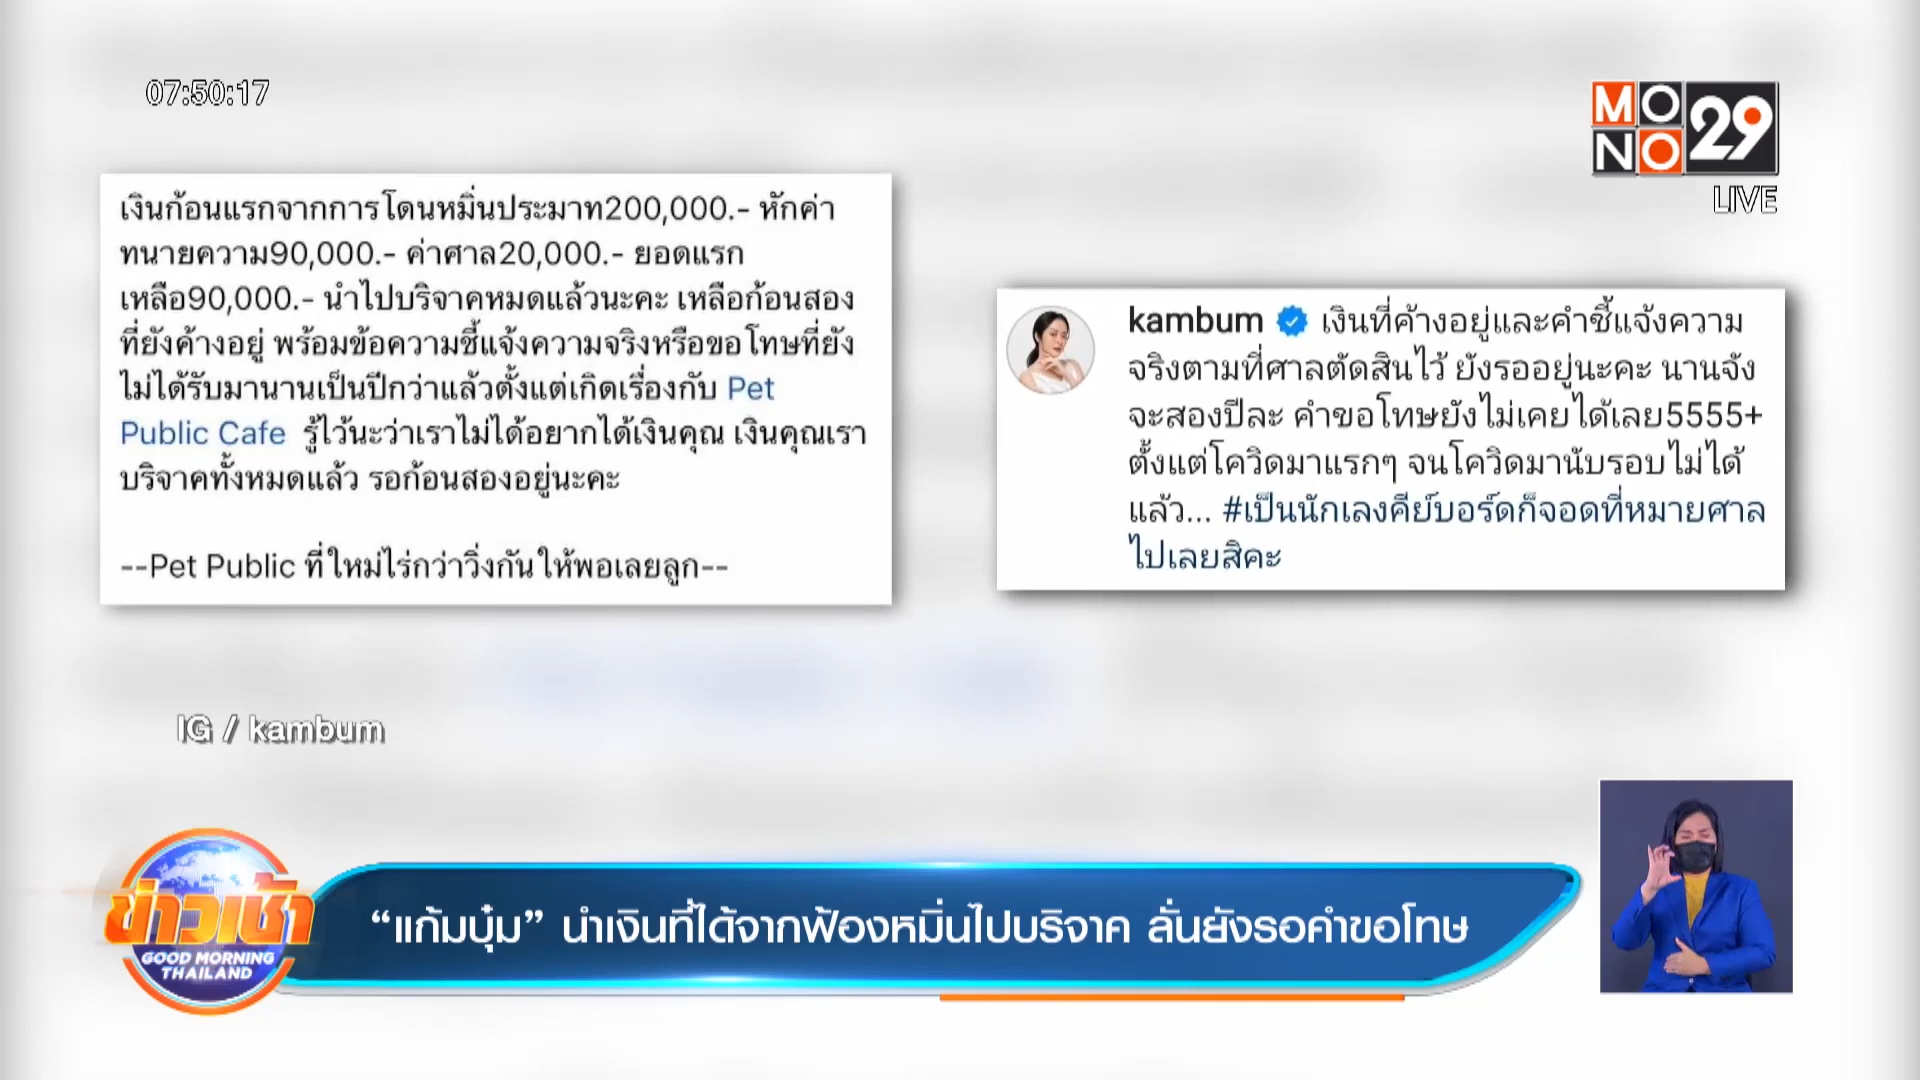 07:50:17
MONO 29
LIVE
เงินก้อนแรกจากการโดนหมิ่นประมาท200,000.- หักค่า
ทนายความ90,000.- ค่าศาล20,000.- ยอดแรก
เหลือ90,000.- นำไปบริจาคหมดแล้วนะคะ เหลือก้อนสอง
ที่ยังค้างอยู่ พร้อมข้อความชี้แจ้งความจริงหรือขอโทษที่ยัง
ไม่ได้รับมานานเป็นปีกว่าแล้วตั้งแต่เกิดเรื่องกับ Pet
Public Cafe รู้ไว้นะว่าเราไม่ได้อยากได้เงินคุณ เงินคุณเรา
บริจาคทั้งหมดแล้ว รอก้อนสองอยู่นะคะ
--Pet Public ที่ใหม่ไร่กว่าวิ่งกันให้พอเลยลูก--
kambum เงินที่ค้างอยู่และคำชี้แจ้งความ
จริงตามที่ศาลตัดสินไว้ ยังรออยู่นะคะ นานจัง
จะสองปีละ คำขอโทษยังไม่เคยได้เลย5555+
ตั้งแต่โควิดมาแรกๆ จนโควิดมานับรอบไม่ได้
แล้ว... #เป็นนักเลงคีย์บอร์ดก็จอดที่หมายศาล
ไปเลยสิคะ
IG / kambum
ข่าวเช้า
GOOD MORNING
THAILAND
“แก้มบุ๋ม” นำเงินที่ได้จากฟ้องหมิ่นไปบริจาค ลั่นยังรอคำขอโทษ